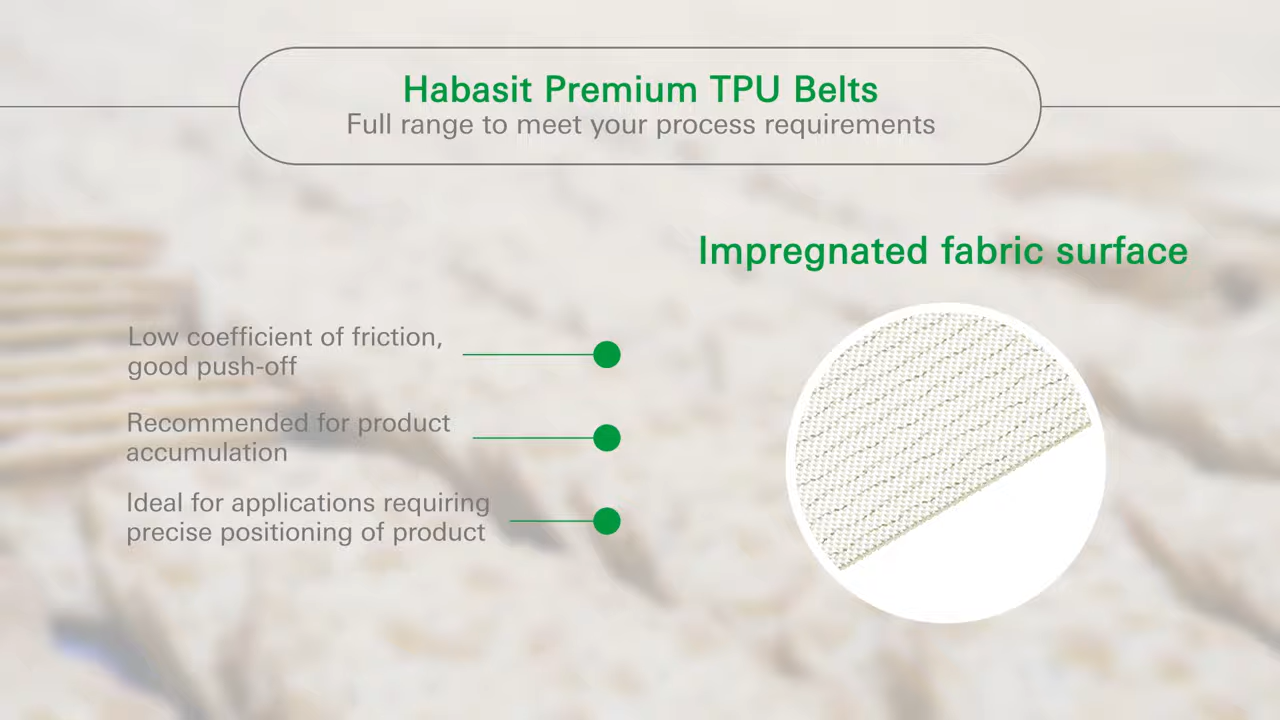 Habasit Premium TPU Belts
Full range to meet your process requirements
Impregnated fabric surface
Low coefficient of friction,
good push-off
Recommended for product
accumulation
Ideal for applications requiring
precise positioning of product